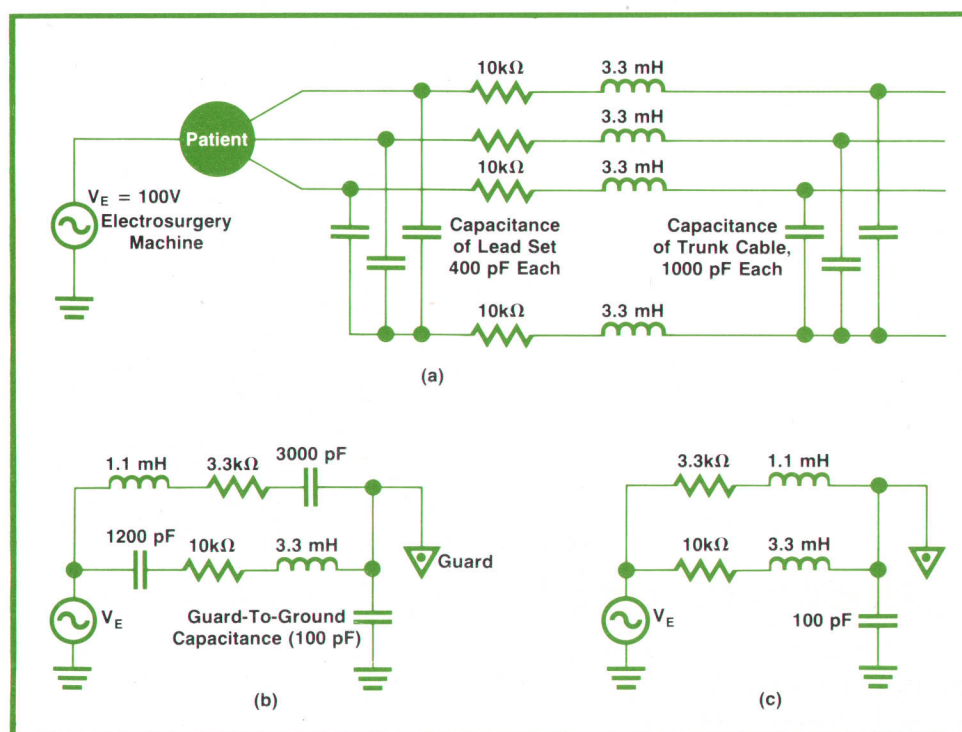 10kΩ
3.3 mH
3.3 mH
Patient
10kΩ
3.3 mH
V_E = 100V
Electrosurgery
Machine
Capacitance
of Lead Set
400 pF Each
Capacitance
of Trunk Cable,
1000 pF Each
10kΩ
3.3 mH
(a)
1.1 mH
3.3kΩ
3000 pF
1200 pF
10kΩ
3.3 mH
Guard
V_E
Guard-To-Ground
Capacitance (100 pF)
(b)
3.3kΩ
1.1 mH
10kΩ
3.3 mH
V_E
100 pF
(c)